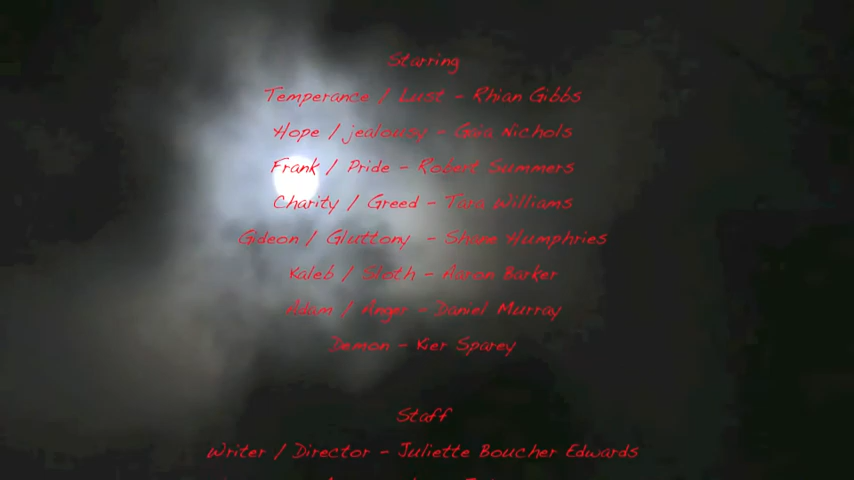 Starring
Temperance / Lust - Rhian Gibbs
Hope / jealousy - Gaia Nichols
Frank / Pride - Robert Summers
Charity / Greed - Tara Williams
Gideon / Gluttony - Shane Humphries
Kaleb / Sloth - Aaron Barker
Adam / Anger - Daniel Murray
Demon - Kier Sparey
Staff
Writer / Director - Juliette Boucher Edwards